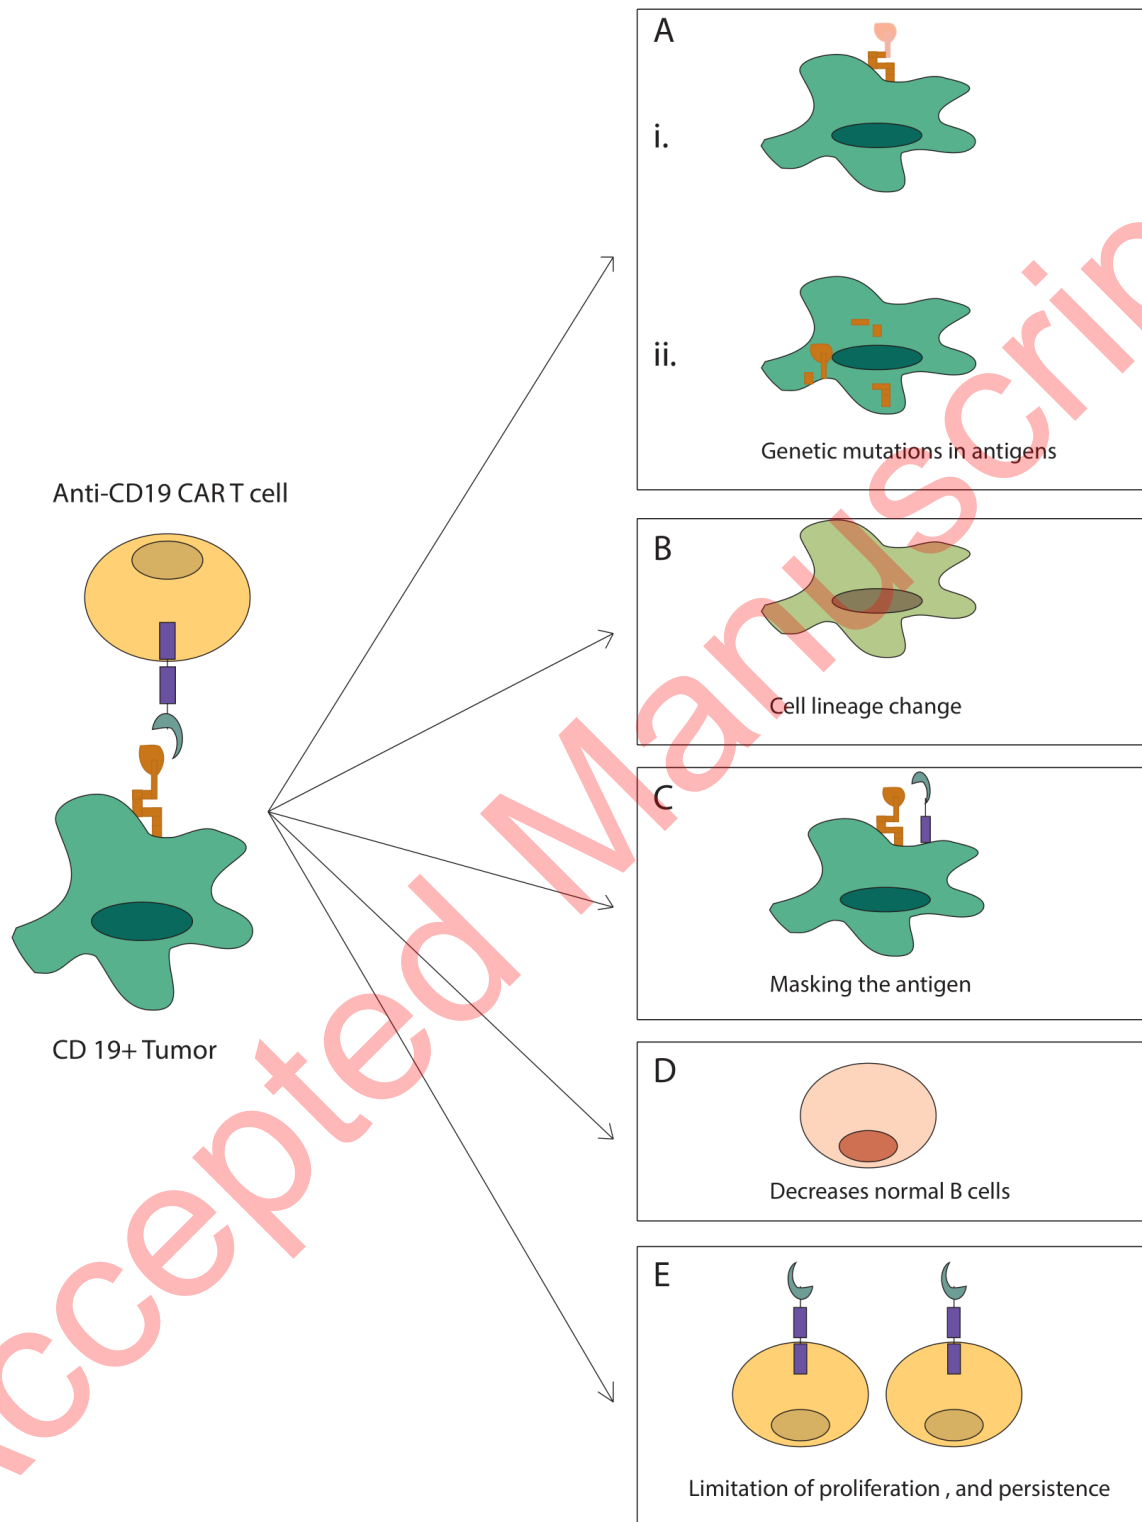 A
i.
ii.
Genetic mutations in antigens
Anti-CD19 CAR T cell
B
Cell lineage change
C
Masking the antigen
CD 19+ Tumor
D
Decreases normal B cells
E
Limitation of proliferation , and persistence
Accepted Manuscrip